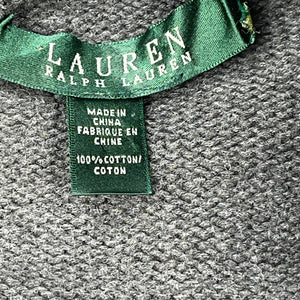 LAUREN
RALPH LAUREN
MADE IN
CHINA
FABRIQUE EN
CHINE
100% COTTON/
COTON